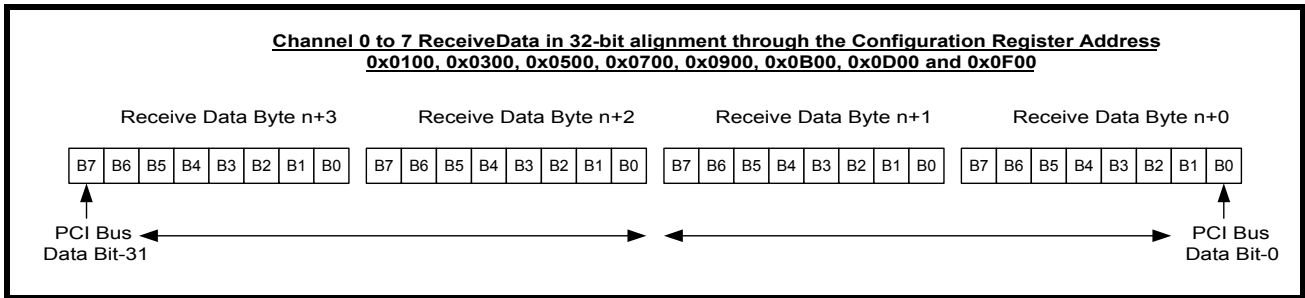 Channel 0 to 7 ReceiveData in 32-bit alignment through the Configuration Register Address
0x0100, 0x0300, 0x0500, 0x0700, 0x0900, 0x0B00, 0x0D00 and 0x0F00
Receive Data Byte n+3 Receive Data Byte n+2 Receive Data Byte n+1 Receive Data Byte n+0
B7 B6 B5 B4 B3 B2 B1 B0 B7 B6 B5 B4 B3 B2 B1 B0 B7 B6 B5 B4 B3 B2 B1 B0 B7 B6 B5 B4 B3 B2 B1 B0
PCI Bus
Data Bit-31
PCI Bus
Data Bit-0